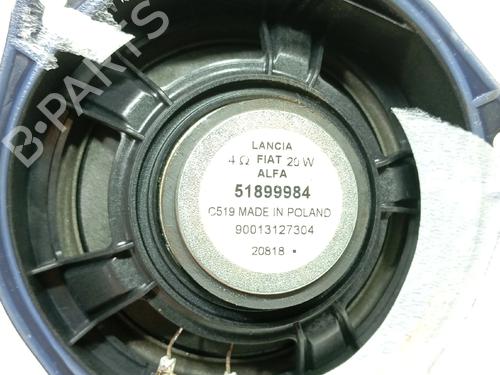 B-PARTS
LANCIA
4 Ω FIAT 20 W
ALFA
51899984
C519 MADE IN POLAND
90013127304
20818